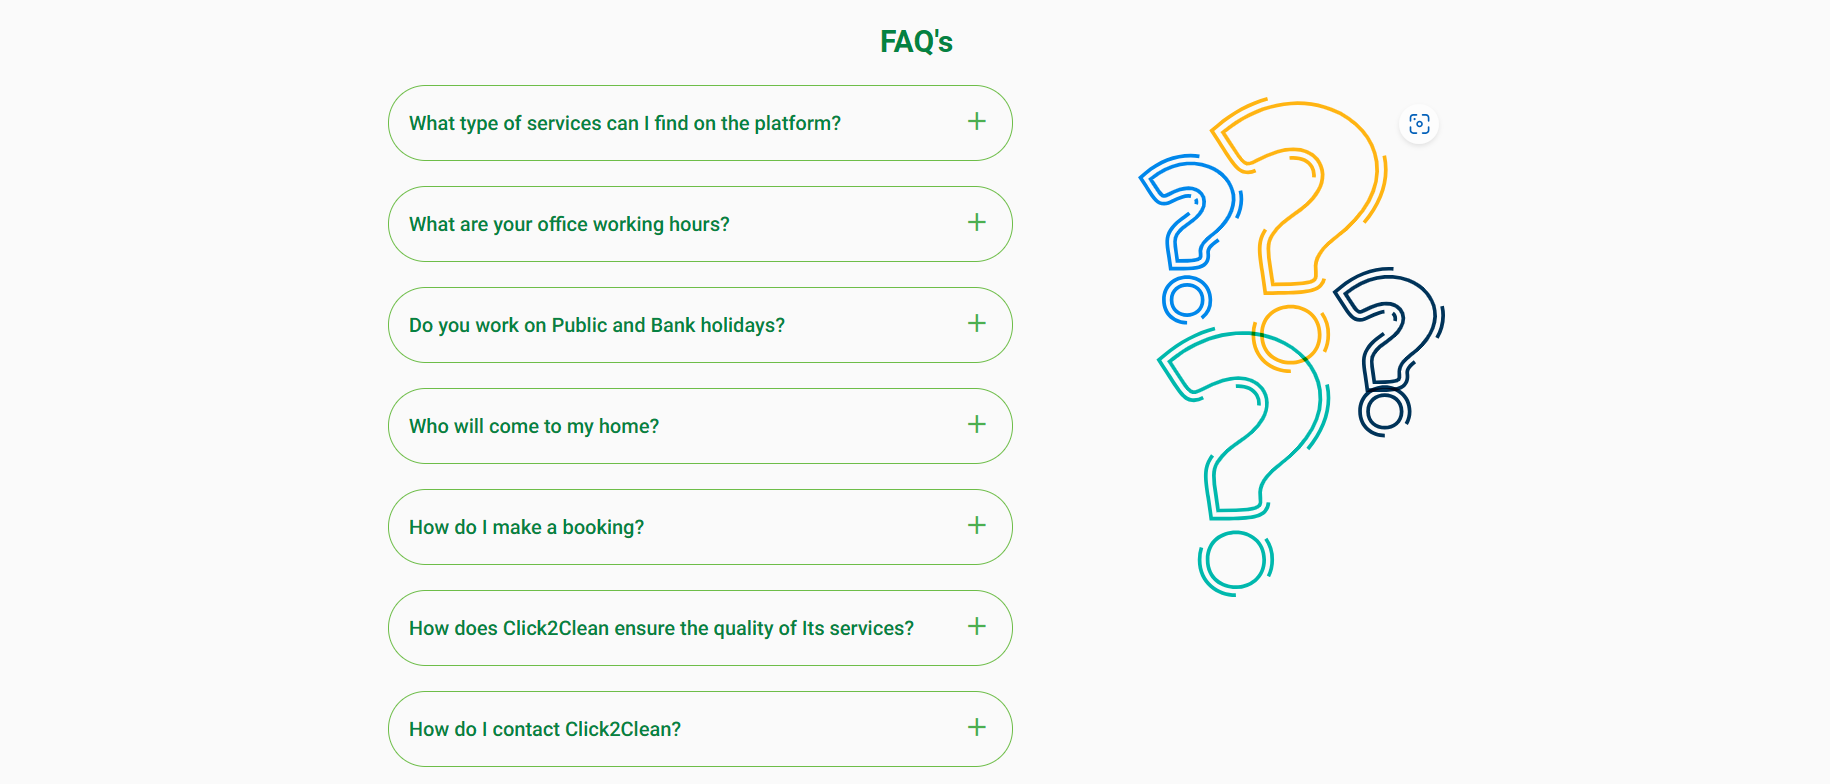 FAQ's
What type of services can I find on the platform?
What are your office working hours?
Do you work on Public and Bank holidays?
Who will come to my home?
How do I make a booking?
How does Click2Clean ensure the quality of Its services?
How do I contact Click2Clean?